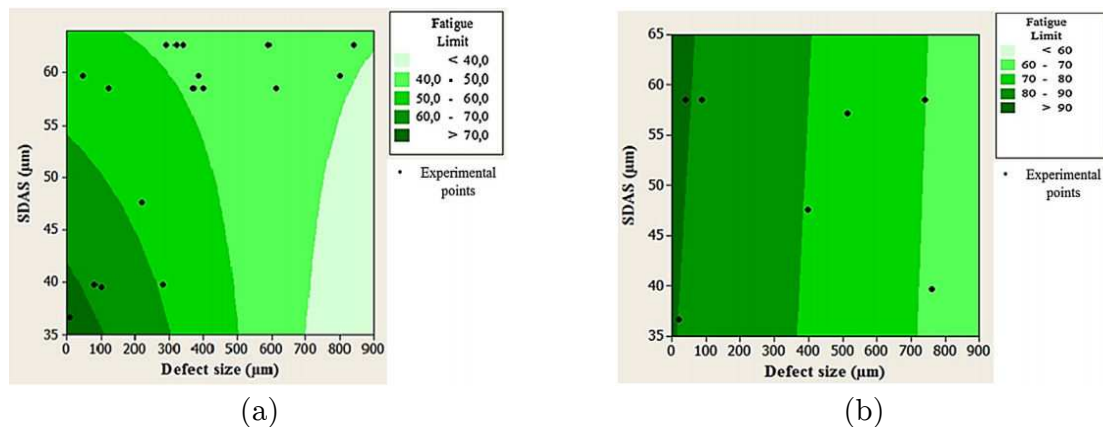 Fatigue
Limit
< 40,0
40,0 - 50,0
50,0 - 60,0
60,0 - 70,0
> 70,0
Experimental
points
SDAS (µm)
60
55
50
45
40
35
0 100 200 300 400 500 600 700 800 900
Defect size (µm)
(a)
Fatigue
Limit
< 60
60 - 70
70 - 80
80 - 90
> 90
Experimental
points
SDAS (µm)
65
60
55
50
45
40
35
0 100 200 300 400 500 600 700 800 900
Defect size (µm)
(b)